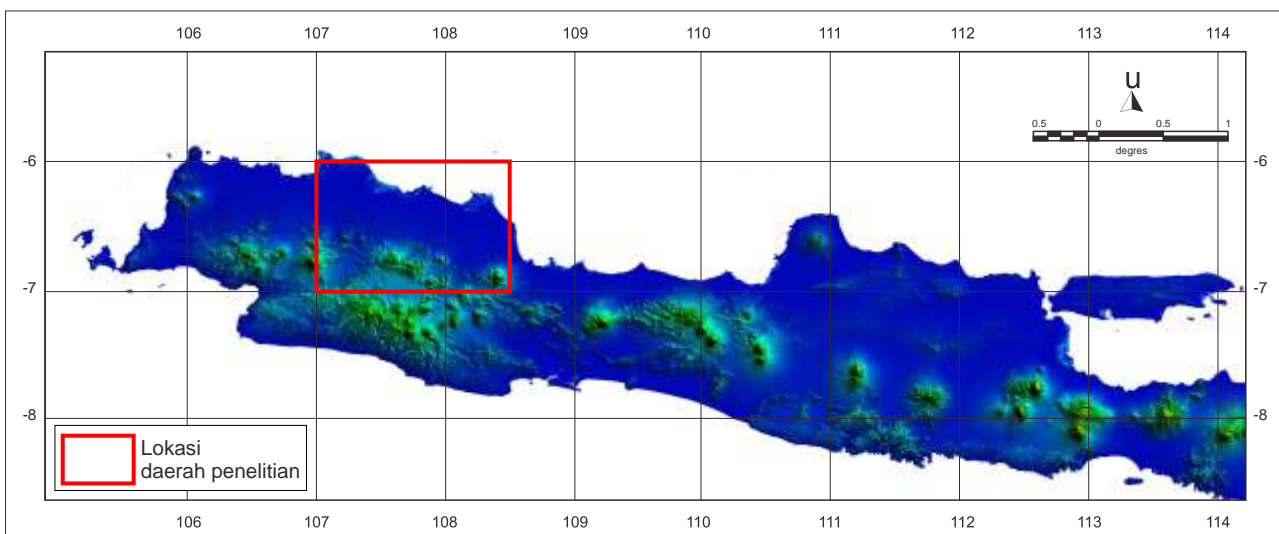 106 107 108 109 110 111 112 113 114
u
0.5 0 0.5 1
degres
-6 -6
-7 -7
-8 -8
Lokasi
daerah penelitian
106 107 108 109 110 111 112 113 114